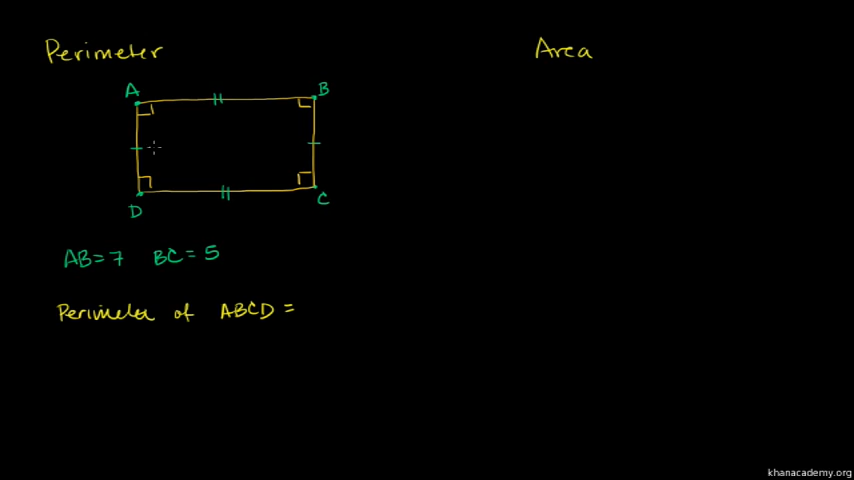 Perimeter
Area
A
B
D
C
AB=7 BC=5
Perimeter of ABCD=
khanacademy.org